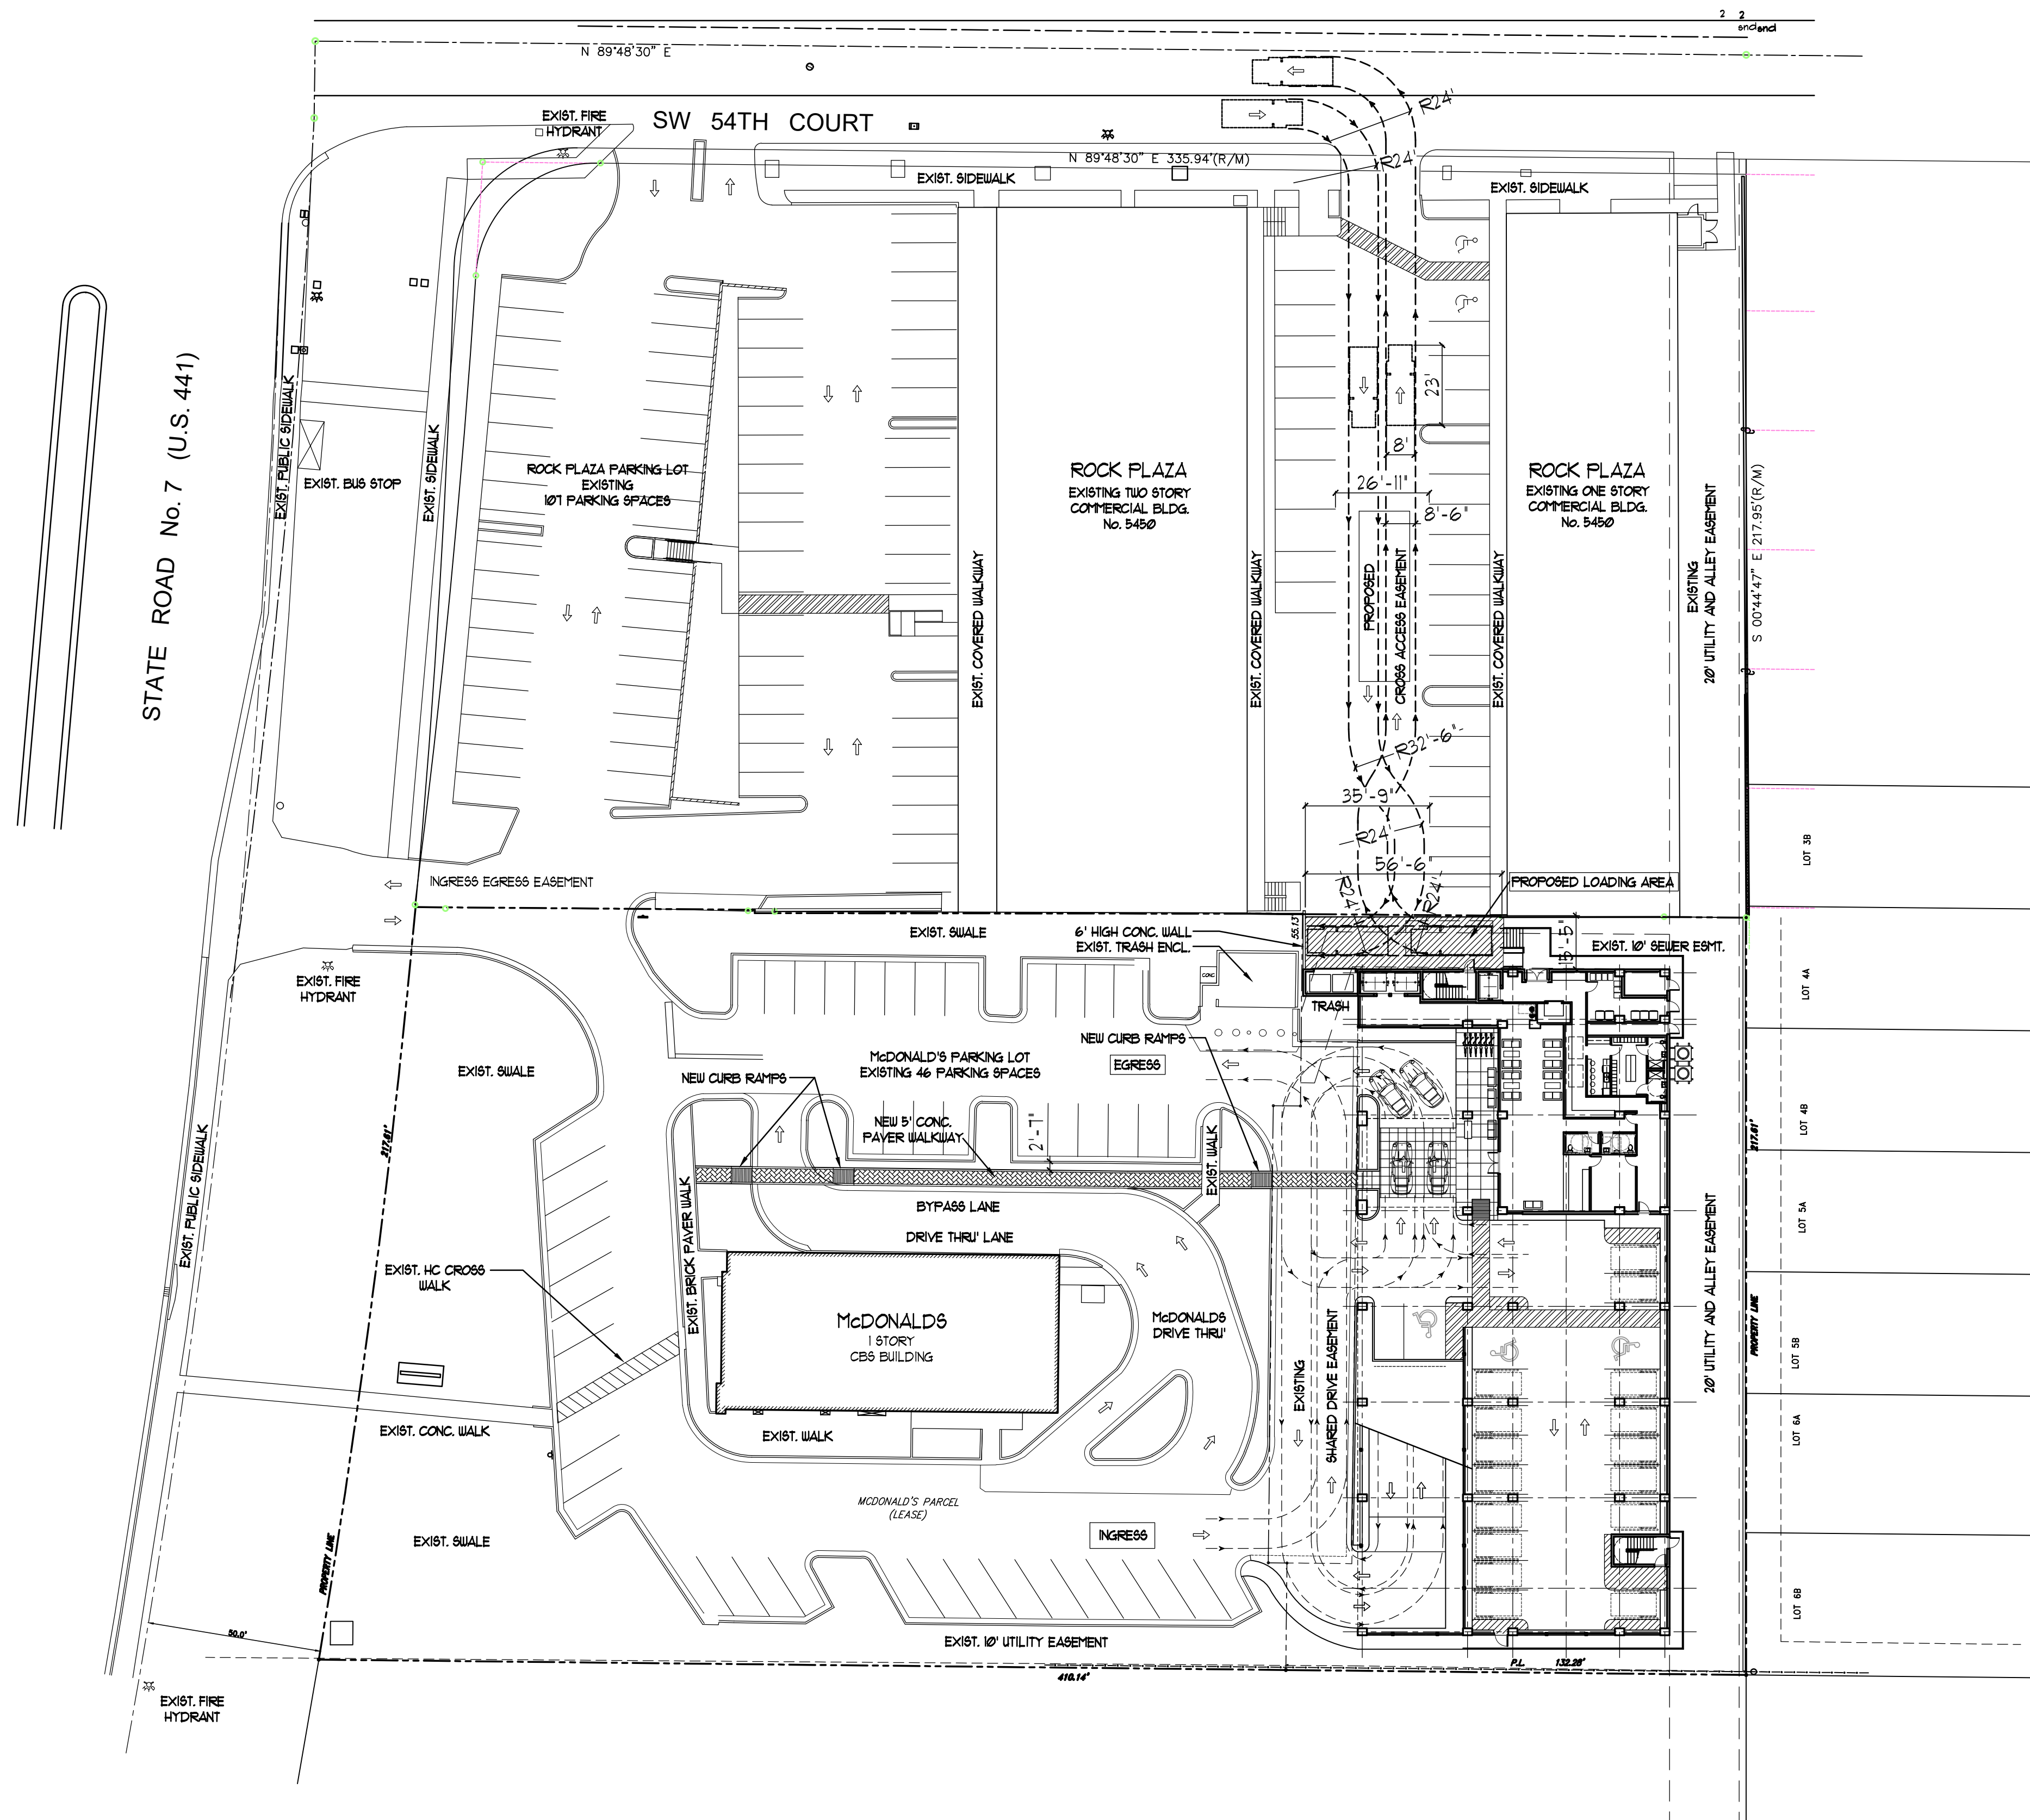 2 2
snd snd
N 89°48'30" E
EXIST. FIRE
HYDRANT
SW 54TH COURT
R24'
N 89°48'30" E 335.94'(R/M)
R24'
EXIST. SIDEWALK
EXIST. SIDEWALK
STATE ROAD No. 7 (U.S. 441)
EXIST. PUBLIC SIDEWALK
EXIST. BUS STOP
EXIST. SIDEWALK
ROCK PLAZA PARKING LOT
EXISTING
107 PARKING SPACES
EXIST. COVERED WALKWAY
ROCK PLAZA
EXISTING TWO STORY
COMMERCIAL BLDG.
No. 5450
EXIST. COVERED WALKWAY
23'
8'
26'-11"
8'-6"
PROPOSED
CROSS ACCESS EASEMENT
EXIST. COVERED WALKWAY
ROCK PLAZA
EXISTING ONE STORY
COMMERCIAL BLDG.
No. 5450
EXISTING
20' UTILITY AND ALLEY EASEMENT
S 00°44'47" E 217.95'(R/M)
R32'-6"
35'-9"
R24'
56'-6"
R24'
R24'
PROPOSED LOADING AREA
LOT 3B
INGRESS EGRESS EASEMENT
EXIST. SWALE
6' HIGH CONC. WALL
EXIST. TRASH ENCL.
55.13'
15'-5"
EXIST. 10' SEWER ESMT.
CONC
TRASH
LOT 4A
EXIST. FIRE
HYDRANT
NEW CURB RAMPS
McDONALD'S PARKING LOT
EXISTING 46 PARKING SPACES
EGRESS
EXIST. SWALE
NEW CURB RAMPS
NEW 5' CONC.
PAVER WALKWAY
2'-7"
EXIST. WALK
LOT 4B
217.61'
217.61'
EXIST. PUBLIC SIDEWALK
EXIST. BRICK PAVER WALK
BYPASS LANE
DRIVE THRU' LANE
LOT 5A
20' UTILITY AND ALLEY EASEMENT
EXIST. HC CROSS
WALK
McDONALDS
1 STORY
CBS BUILDING
McDONALDS
DRIVE THRU'
EXISTING
SHARED DRIVE EASEMENT
PROPERTY LINE
LOT 5B
EXIST. CONC. WALK
EXIST. WALK
LOT 6A
MCDONALD'S PARCEL
(LEASE)
EXIST. SWALE
INGRESS
PROPERTY LINE
LOT 6B
50.0'
EXIST. 10' UTILITY EASEMENT
P.L. 132.28'
410.14'
EXIST. FIRE
HYDRANT